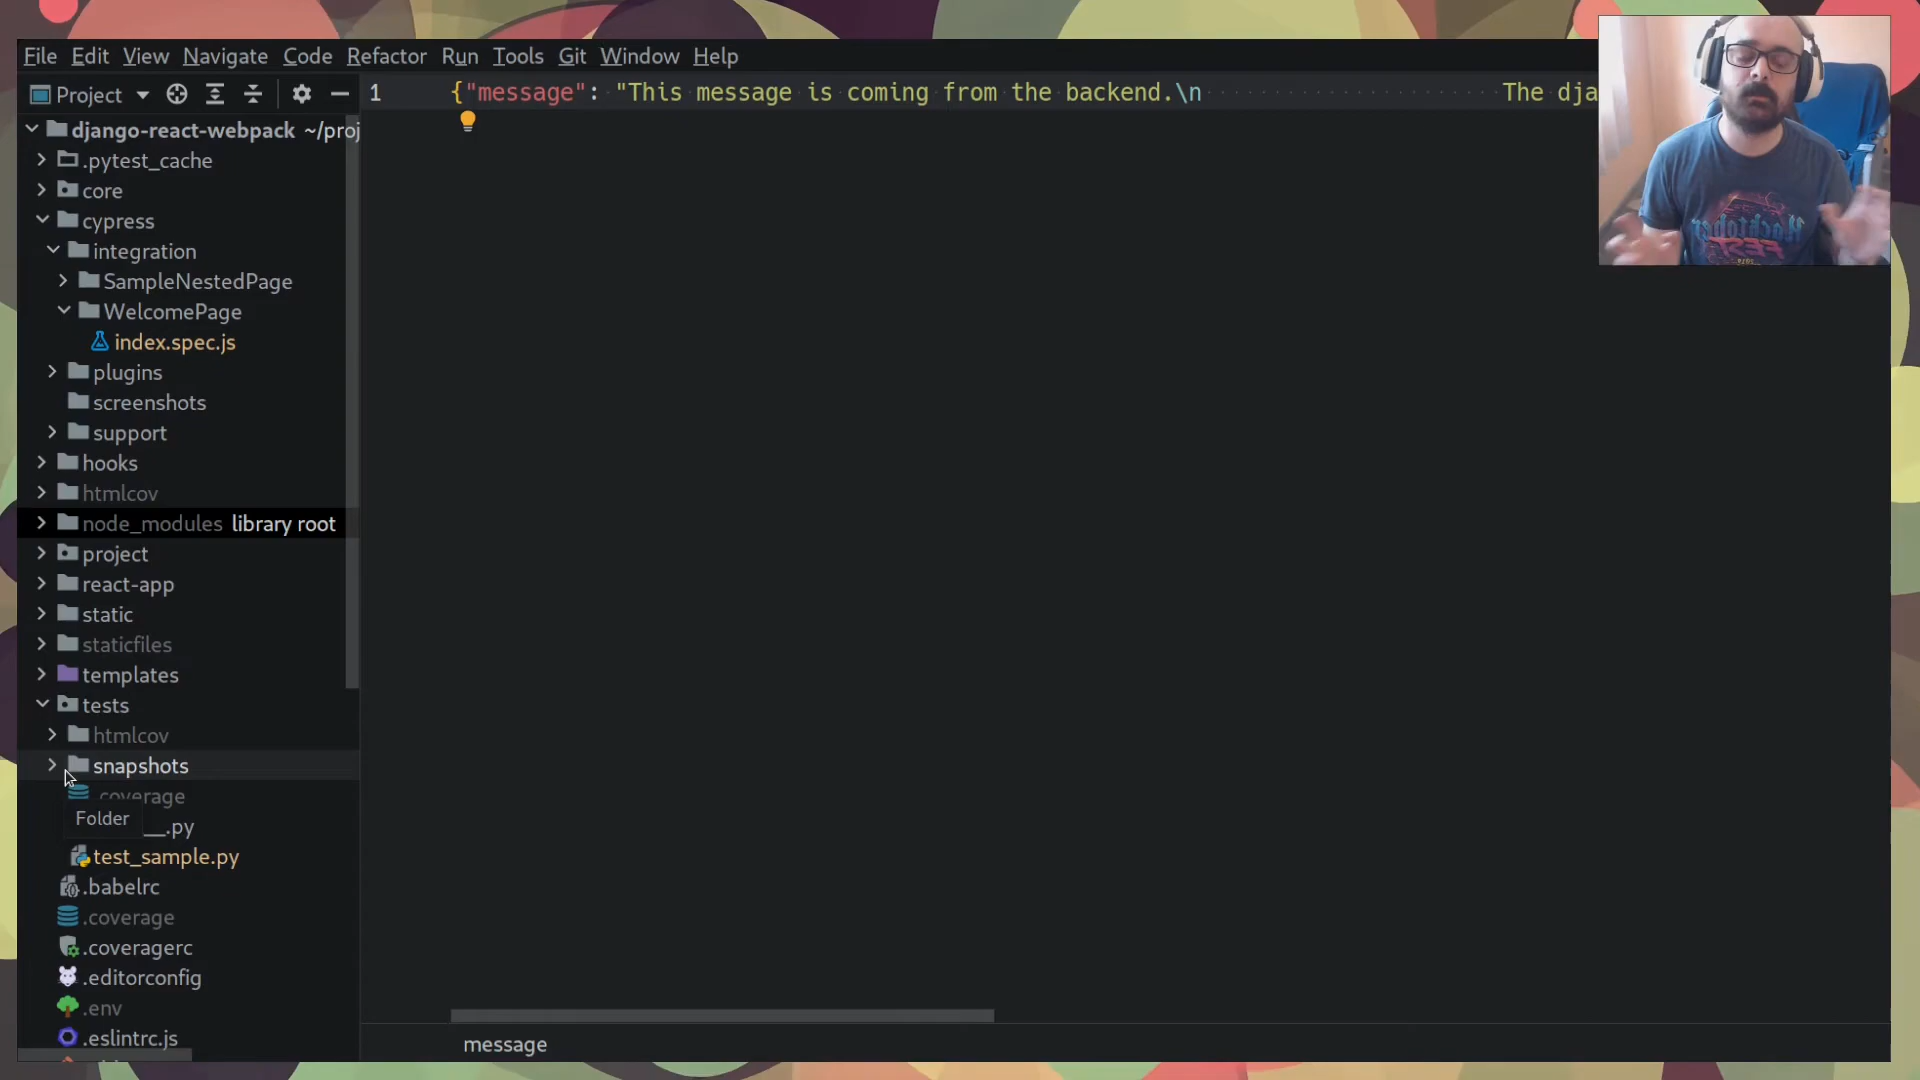 File Edit View Navigate Code Refactor Run Tools Git Window Help
Project
1 {"message": "This message is coming from the backend.\n The dja
django-react-webpack ~/proj
.pytest_cache
core
cypress
integration
SampleNestedPage
WelcomePage
index.spec.js
plugins
screenshots
support
hooks
htmlcov
node_modules library root
project
react-app
static
staticfiles
templates
tests
htmlcov
snapshots
.coverage
Folder
__.py
test_sample.py
.babelrc
.coverage
.coveragerc
.editorconfig
.env
.eslintrc.js
message